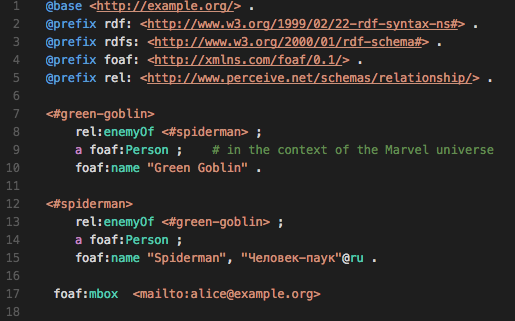 1 @base <http://example.org/> .
2 @prefix rdf: <http://www.w3.org/1999/02/22-rdf-syntax-ns#> .
3 @prefix rdfs: <http://www.w3.org/2000/01/rdf-schema#> .
4 @prefix foaf: <http://xmlns.com/foaf/0.1/> .
5 @prefix rel: <http://www.perceive.net/schemas/relationship/> .
6
7 <#green-goblin>
8 rel:enemyOf <#spiderman> ;
9 a foaf:Person ; # in the context of the Marvel universe
10 foaf:name "Green Goblin" .
11
12 <#spiderman>
13 rel:enemyOf <#green-goblin> ;
14 a foaf:Person ;
15 foaf:name "Spiderman", "Человек-паук"@ru .
16
17 foaf:mbox <mailto:alice@example.org>
18